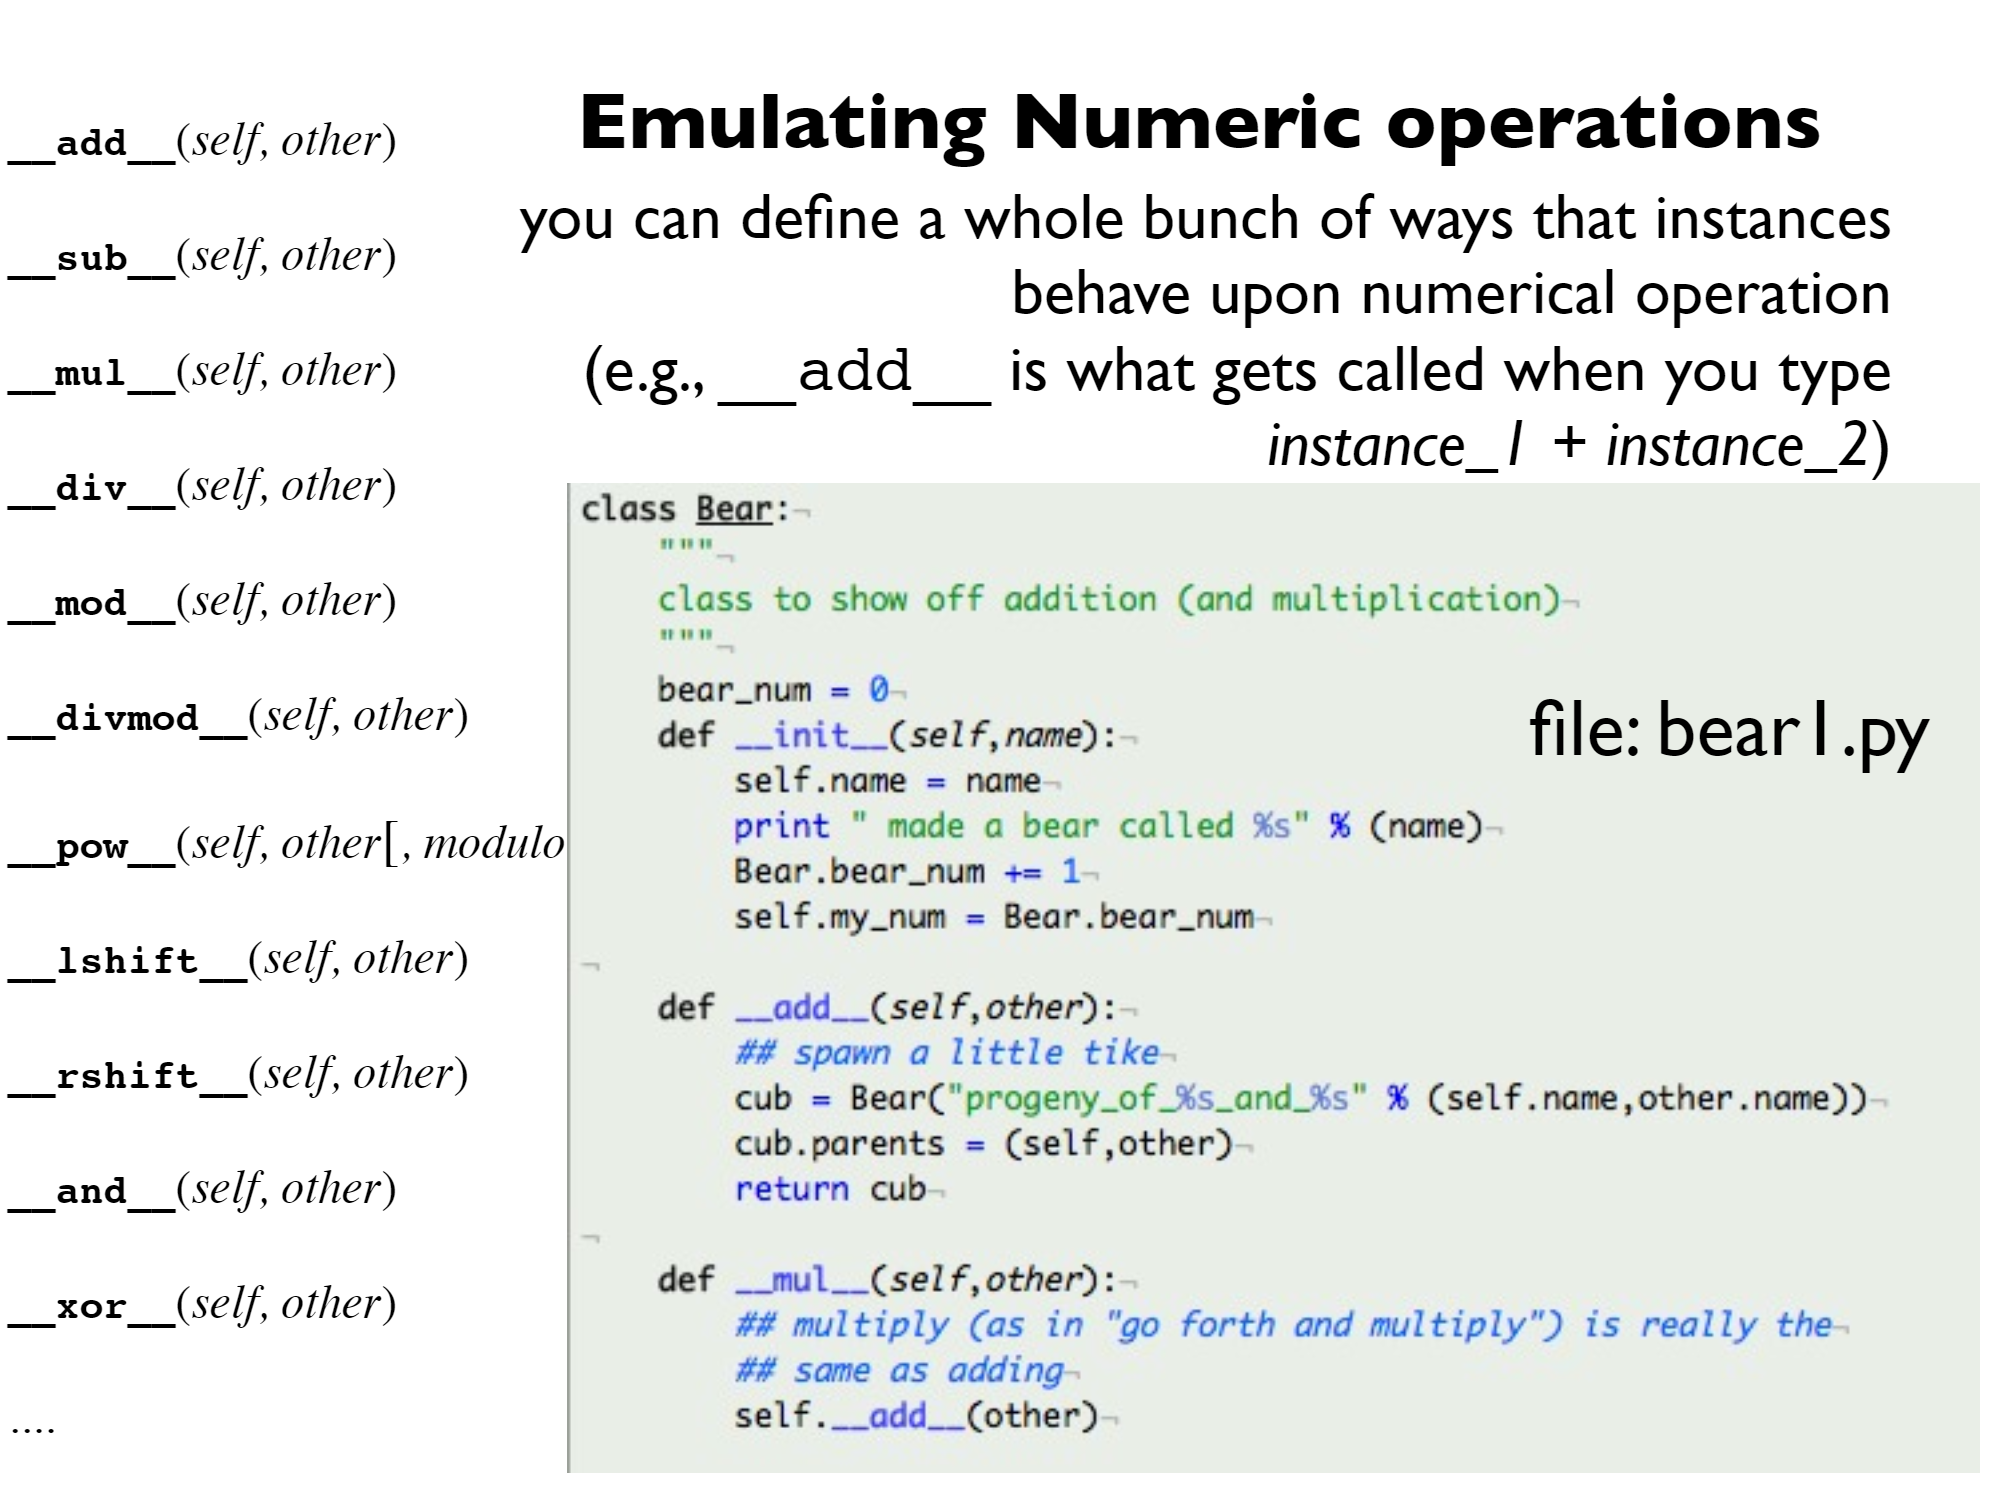 __add__(self, other)
__sub__(self, other)
__mul__(self, other)
__div__(self, other)
__mod__(self, other)
__divmod__(self, other)
__pow__(self, other[, modulo
__lshift__(self, other)
__rshift__(self, other)
__and__(self, other)
__xor__(self, other)
....
Emulating Numeric operations
you can define a whole bunch of ways that instances
behave upon numerical operation
(e.g., __add__ is what gets called when you type
instance_1 + instance_2)
class Bear:¬
    """¬
    class to show off addition (and multiplication)¬
    """¬
    bear_num = 0¬
    def __init__(self,name):¬
        self.name = name¬
        print " made a bear called %s" % (name)¬
        Bear.bear_num += 1¬
        self.my_num = Bear.bear_num¬
¬
    def __add__(self,other):¬
        ## spawn a little tike¬
        cub = Bear("progeny_of_%s_and_%s" % (self.name,other.name))¬
        cub.parents = (self,other)¬
        return cub¬
¬
    def __mul__(self,other):¬
        ## multiply (as in "go forth and multiply") is really the¬
        ## same as adding¬
        self.__add__(other)¬
file: bear1.py